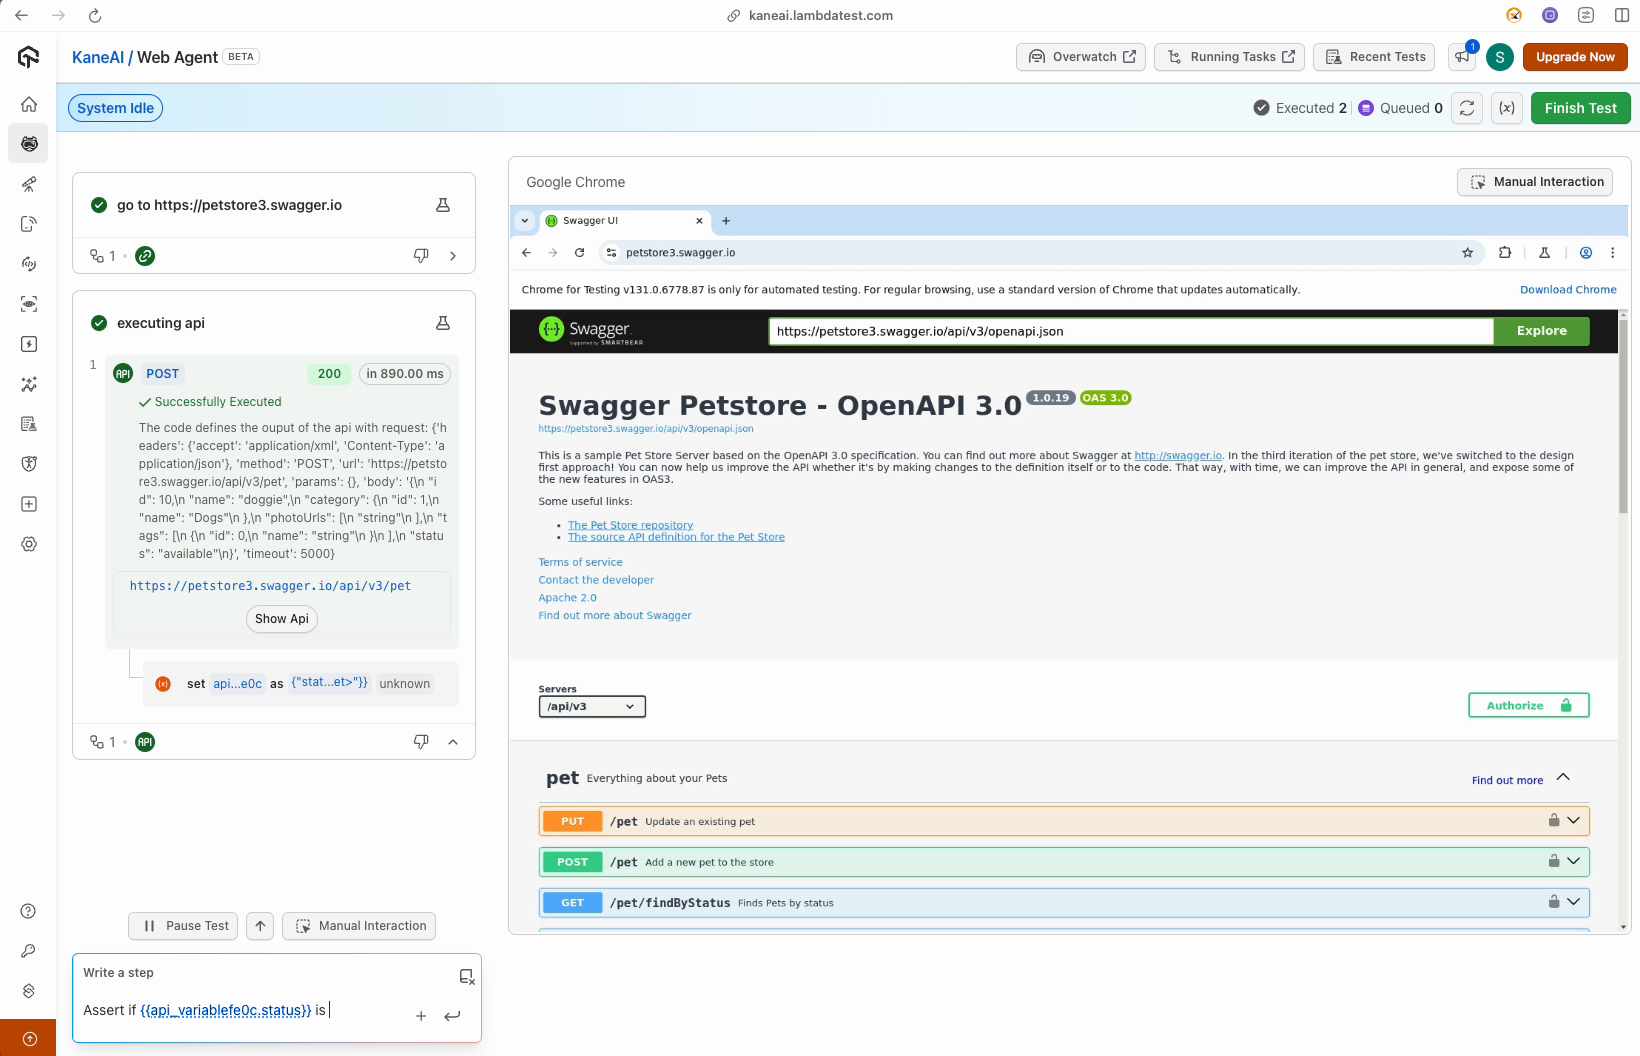 kaneai.lambdatest.com
KaneAI / Web Agent BETA
Overwatch
Running Tasks
Recent Tests
1
S
Upgrade Now
System Idle
Executed 2
Queued 0
(x)
Finish Test
go to https://petstore3.swagger.io
1
executing api
1
API POST 200 in 890.00 ms
Successfully Executed
The code defines the ouput of the api with request: {'h
eaders': {'accept': 'application/xml', 'Content-Type': 'a
pplication/json'}, 'method': 'POST', 'url': 'https://petsto
re3.swagger.io/api/v3/pet', 'params': {}, 'body': '{\n "i
d": 10,\n "name": "doggie",\n "category": {\n "id": 1,\n
"name": "Dogs"\n },\n "photoUrls": [\n "string"\n ],\n "t
ags": [\n {\n "id": 0,\n "name": "string"\n }\n ],\n "statu
s": "available"\n}', 'timeout': 5000}
https://petstore3.swagger.io/api/v3/pet
Show Api
(x) set api...e0c as {"stat...et>"}} unknown
1
API
Pause Test
Manual Interaction
Write a step
Assert if {{api_variablefe0c.status}} is
Google Chrome
Manual Interaction
Swagger UI
petstore3.swagger.io
Chrome for Testing v131.0.6778.87 is only for automated testing. For regular browsing, use a standard version of Chrome that updates automatically.
Download Chrome
Swagger.
Supported by SMARTBEAR
https://petstore3.swagger.io/api/v3/openapi.json
Explore
Swagger Petstore - OpenAPI 3.0 1.0.19 OAS 3.0
https://petstore3.swagger.io/api/v3/openapi.json
This is a sample Pet Store Server based on the OpenAPI 3.0 specification. You can find out more about Swagger at http://swagger.io. In the third iteration of the pet store, we've switched to the design
first approach! You can now help us improve the API whether it's by making changes to the definition itself or to the code. That way, with time, we can improve the API in general, and expose some of
the new features in OAS3.
Some useful links:
• The Pet Store repository
• The source API definition for the Pet Store
Terms of service
Contact the developer
Apache 2.0
Find out more about Swagger
Servers
/api/v3
Authorize
pet Everything about your Pets
Find out more
PUT /pet Update an existing pet
POST /pet Add a new pet to the store
GET /pet/findByStatus Finds Pets by status